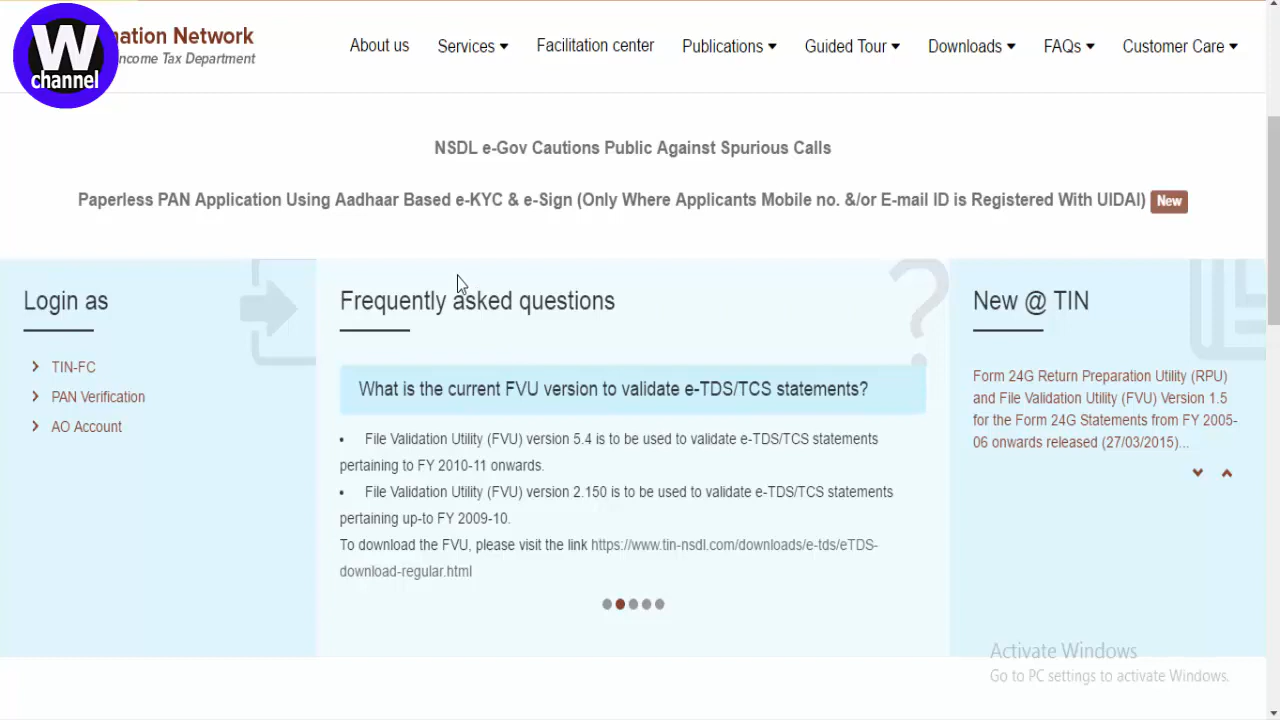 W
channel
mation Network
Income Tax Department
About us
Services
Facilitation center
Publications
Guided Tour
Downloads
FAQs
Customer Care
NSDL e-Gov Cautions Public Against Spurious Calls
Paperless PAN Application Using Aadhaar Based e-KYC & e-Sign (Only Where Applicants Mobile no. &/or E-mail ID is Registered With UIDAI) New
Login as
TIN-FC
PAN Verification
AO Account
Frequently asked questions
What is the current FVU version to validate e-TDS/TCS statements?
• File Validation Utility (FVU) version 5.4 is to be used to validate e-TDS/TCS statements
pertaining to FY 2010-11 onwards.
• File Validation Utility (FVU) version 2.150 is to be used to validate e-TDS/TCS statements
pertaining up-to FY 2009-10.
To download the FVU, please visit the link https://www.tin-nsdl.com/downloads/e-tds/eTDS-
download-regular.html
New @ TIN
Form 24G Return Preparation Utility (RPU)
and File Validation Utility (FVU) Version 1.5
for the Form 24G Statements from FY 2005-
06 onwards released (27/03/2015)...
Activate Windows
Go to PC settings to activate Windows.